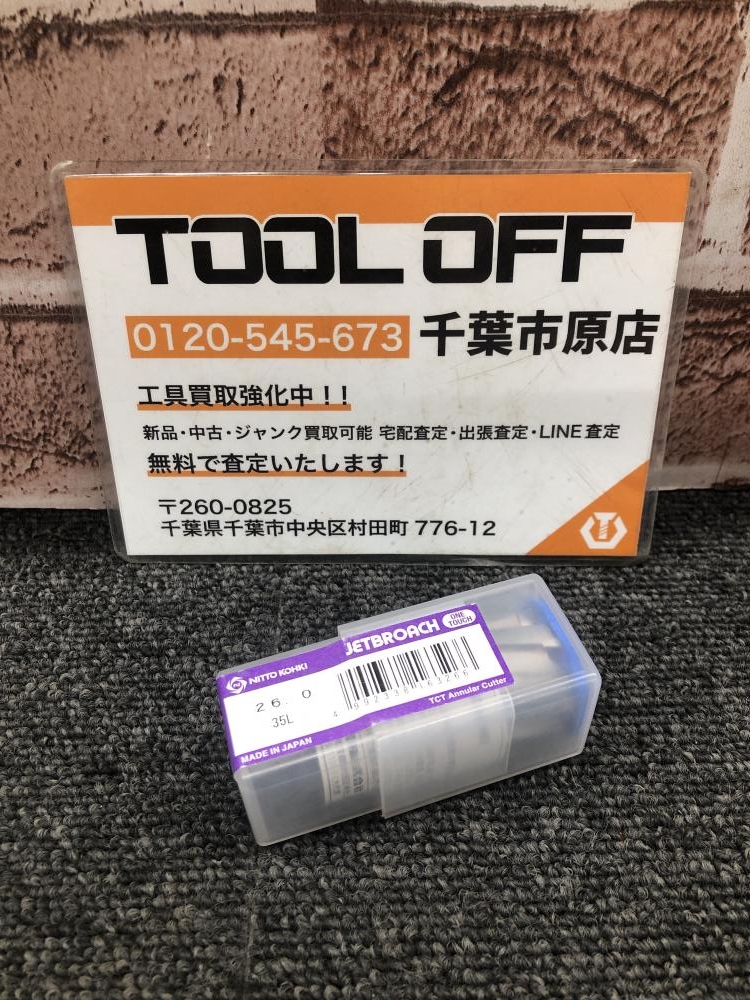 TOOL OFF
0120-545-673 千葉市原店
工具買取強化中！！
新品・中古・ジャンク買取可能 宅配査定・出張査定・LINE査定
無料で査定いたします！
〒260-0825
千葉県千葉市中央区村田町 776-12
NITTO KOHKI
JETBROACH ONE TOUCH
26.0
35L
4992338163266
TCT Annular Cutter
MADE IN JAPAN